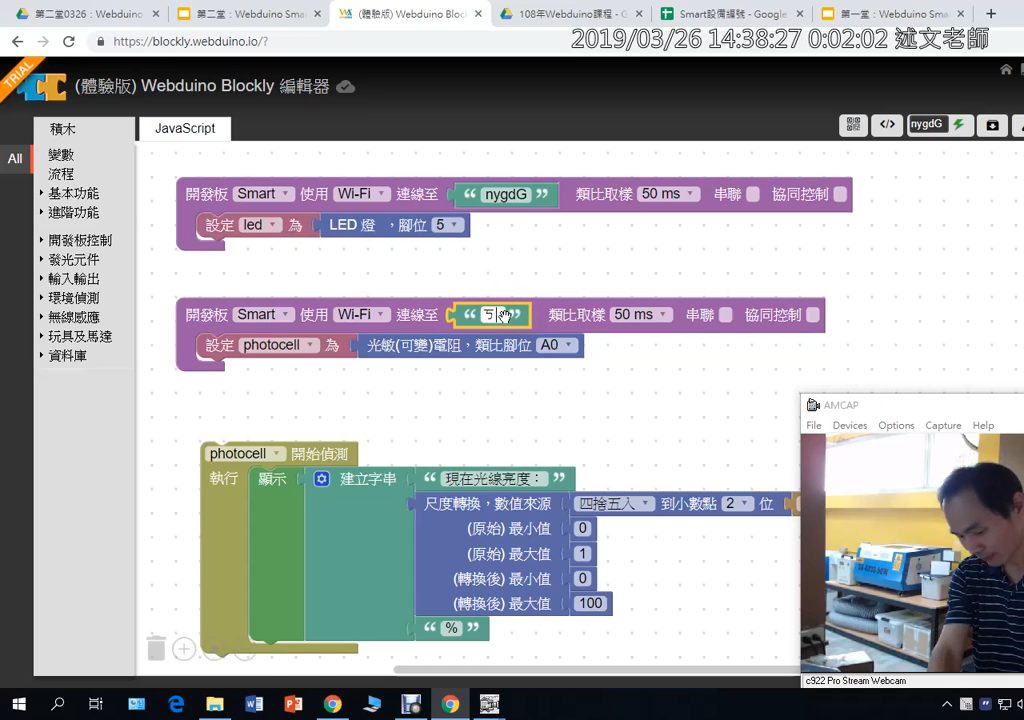 第二堂0326：Webduino
第二堂：Webduino Sma
(體驗版) Webduino Bloc
108年Webduino課程 - G
Smart設備編號 - Google
第一堂：Webduino Sma
https://blockly.webduino.io/?
2019/03/26 14:38:27 0:02:02 述文老師
TRIAL
(體驗版) Webduino Blockly 編輯器
All
積木
變數
流程
基本功能
進階功能
開發板控制
發光元件
輸入輸出
環境偵測
無線感應
玩具及馬達
資料庫
JavaScript
nygdG
開發板 Smart 使用 Wi-Fi 連線至 “ nygdG ” 類比取樣 50 ms 串聯 協同控制
設定 led 為 LED 燈 ，腳位 5
開發板 Smart 使用 Wi-Fi 連線至 “ ㄎ ” 類比取樣 50 ms 串聯 協同控制
設定 photocell 為 光敏(可變)電阻，類比腳位 A0
photocell 開始偵測
執行 顯示 建立字串 “ 現在光線亮度： ”
尺度轉換，數值來源 四捨五入 到小數點 2 位
(原始) 最小值 0
(原始) 最大值 1
(轉換後) 最小值 0
(轉換後) 最大值 100
“ % ”
AMCAP
File Devices Options Capture Help
c922 Pro Stream Webcam